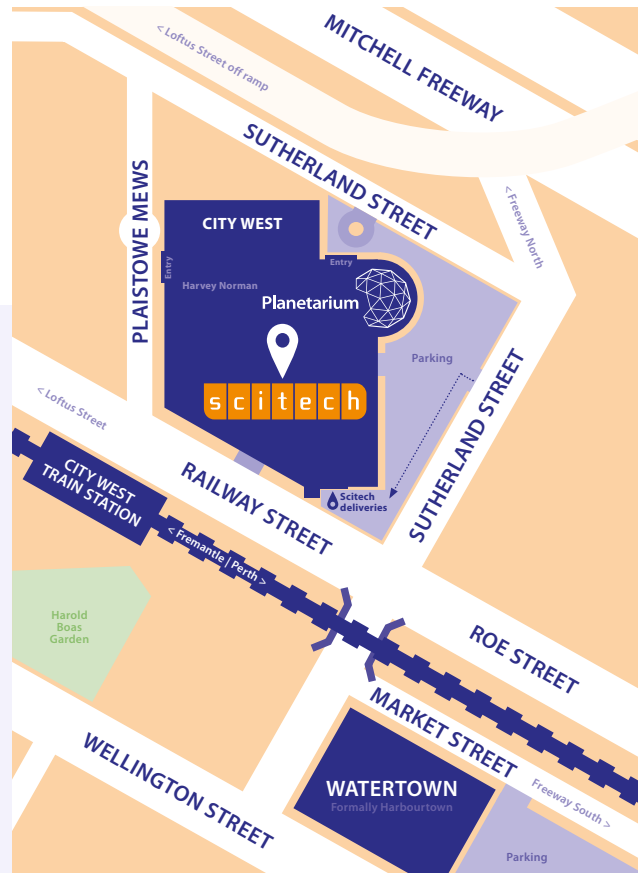 < Loftus Street off ramp
MITCHELL FREEWAY
SUTHERLAND STREET
< Freeway North
PLAISTOWE MEWS
CITY WEST
Entry
Entry
Harvey Norman
Planetarium
Parking
scitech
< Loftus Street
SUTHERLAND STREET
CITY WEST
TRAIN STATION
RAILWAY STREET
Scitech
deliveries
< Fremantle | Perth >
Harold
Boas
Garden
ROE STREET
MARKET STREET
WELLINGTON STREET
WATERTOWN
Formally Harbourtown
Freeway South >
Parking